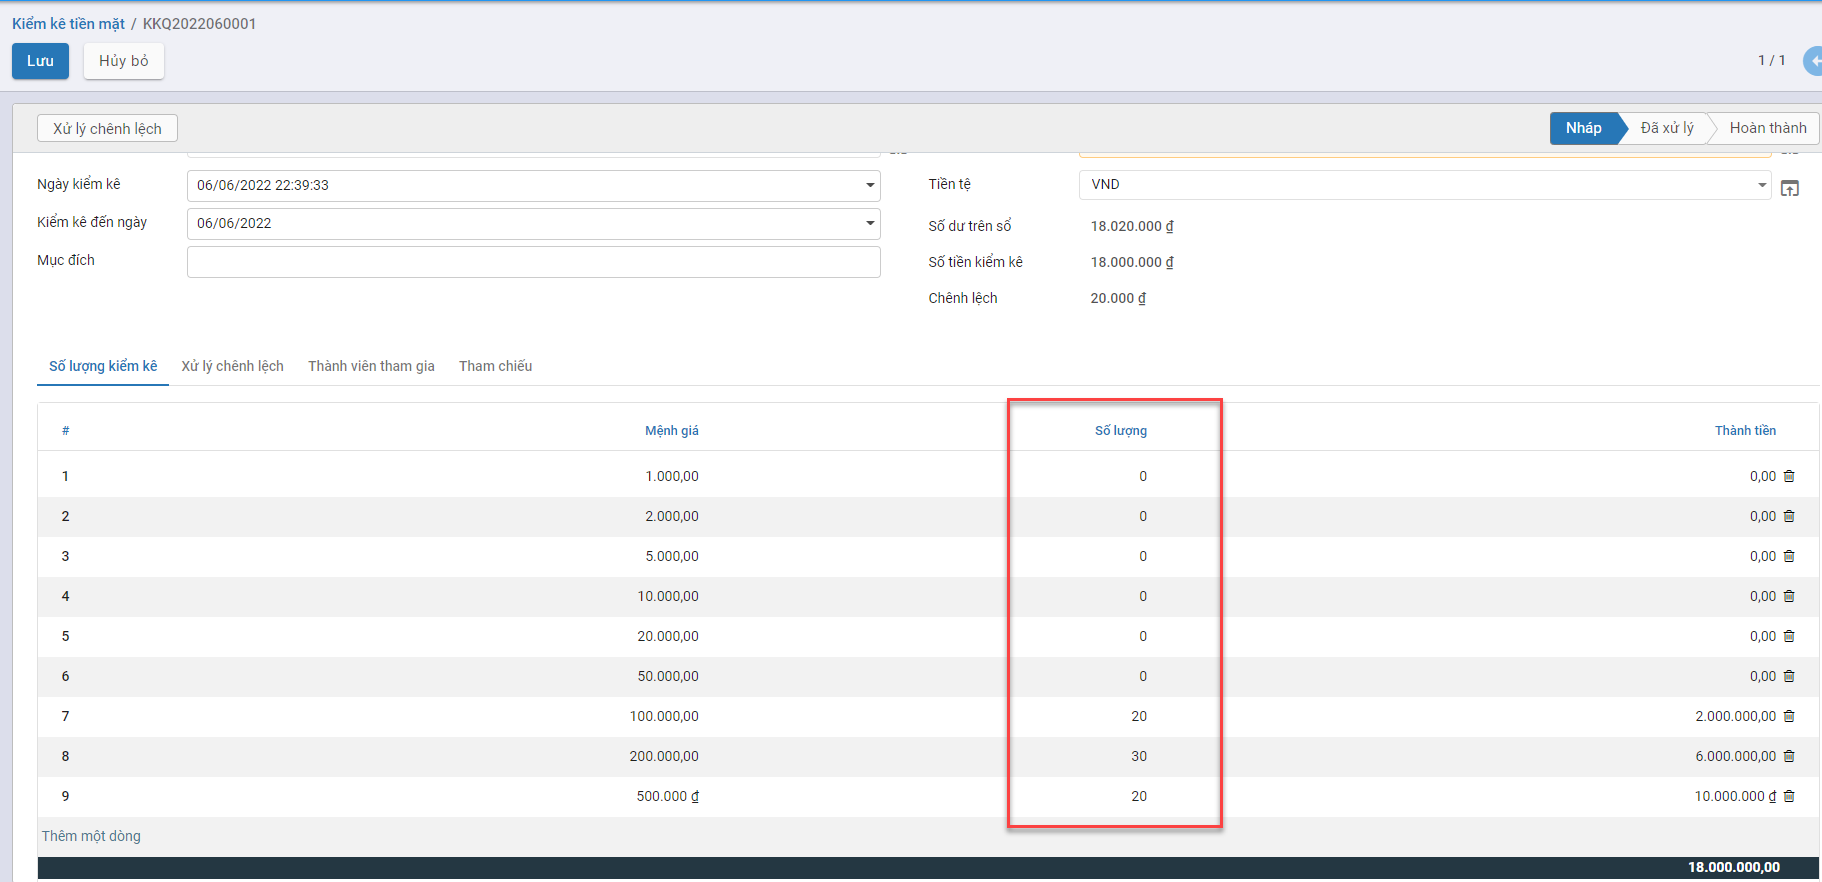 Kiểm kê tiền mặt / KKQ2022060001
Lưu Hủy bỏ 1 / 1
Xử lý chênh lệch Nháp Đã xử lý Hoàn thành
Ngày kiểm kê 06/06/2022 22:39:33 Tiền tệ VND
Kiểm kê đến ngày 06/06/2022 Số dư trên sổ 18.020.000 ₫
Mục đích Số tiền kiểm kê 18.000.000 ₫
Chênh lệch 20.000 ₫
Số lượng kiểm kê Xử lý chênh lệch Thành viên tham gia Tham chiếu
# Mệnh giá Số lượng Thành tiền
1 1.000,00 0 0,00
2 2.000,00 0 0,00
3 5.000,00 0 0,00
4 10.000,00 0 0,00
5 20.000,00 0 0,00
6 50.000,00 0 0,00
7 100.000,00 20 2.000.000,00
8 200.000,00 30 6.000.000,00
9 500.000 ₫ 20 10.000.000 ₫
Thêm một dòng
18.000.000,00